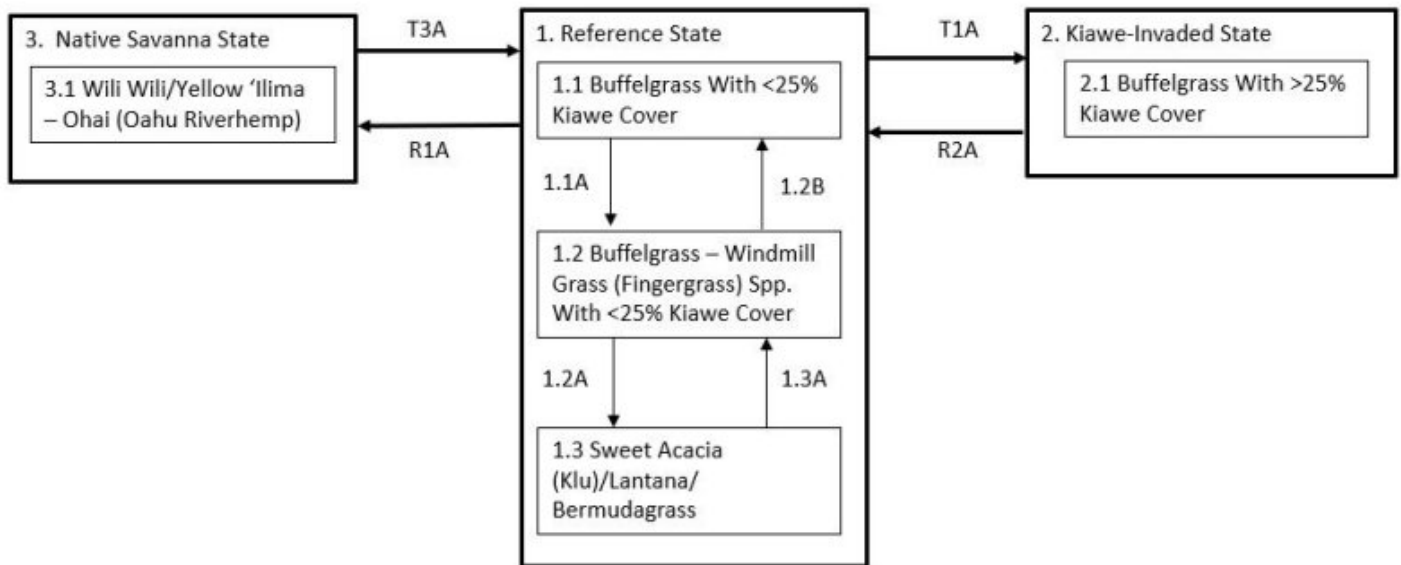 3. Native Savanna State
3.1 Wili Wili/Yellow ‘Ilima
– Ohai (Oahu Riverhemp)
T3A
R1A
1. Reference State
1.1 Buffelgrass With <25%
Kiawe Cover
1.1A
1.2B
1.2 Buffelgrass – Windmill
Grass (Fingergrass) Spp.
With <25% Kiawe Cover
1.2A
1.3A
1.3 Sweet Acacia
(Klu)/Lantana/
Bermudagrass
T1A
R2A
2. Kiawe-Invaded State
2.1 Buffelgrass With >25%
Kiawe Cover